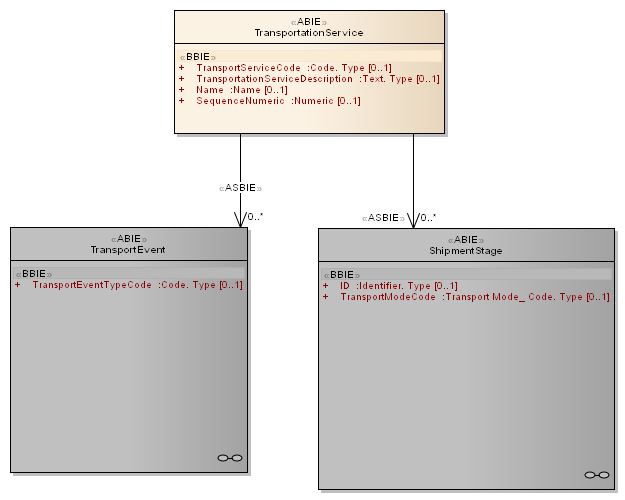 «ABIE»
TransportationService
«BBIE»
+ TransportServiceCode :Code. Type [0..1]
+ TransportationServiceDescription :Text. Type [0..1]
+ Name :Name [0..1]
+ SequenceNumeric :Numeric [0..1]
«ASBIE»
0..*
«ASBIE»
0..*
«ABIE»
TransportEvent
«BBIE»
+ TransportEventTypeCode :Code. Type [0..1]
«ABIE»
ShipmentStage
«BBIE»
+ ID :Identifier. Type [0..1]
+ TransportModeCode :Transport Mode_ Code. Type [0..1]